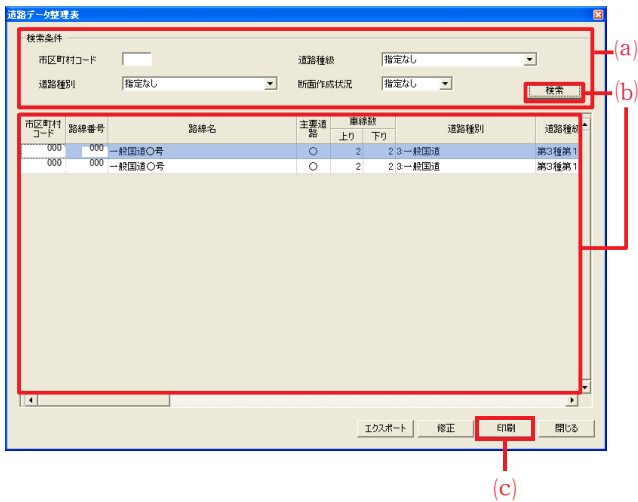 道路データ整理表
検索条件
市区町村コード
道路種級
指定なし
道路種別
指定なし
断面作成状況
指定なし
検索
(a)
(b)
市区町村コード 路線番号 路線名 主要道路 車線数 上り 下り 道路種別 道路種級
000 000 一般国道○号 ○ 2 2 3:一般国道 第3種第1
000 000 一般国道○号 ○ 2 2 3:一般国道 第3種第1
エクスポート 修正 印刷 閉じる
(c)